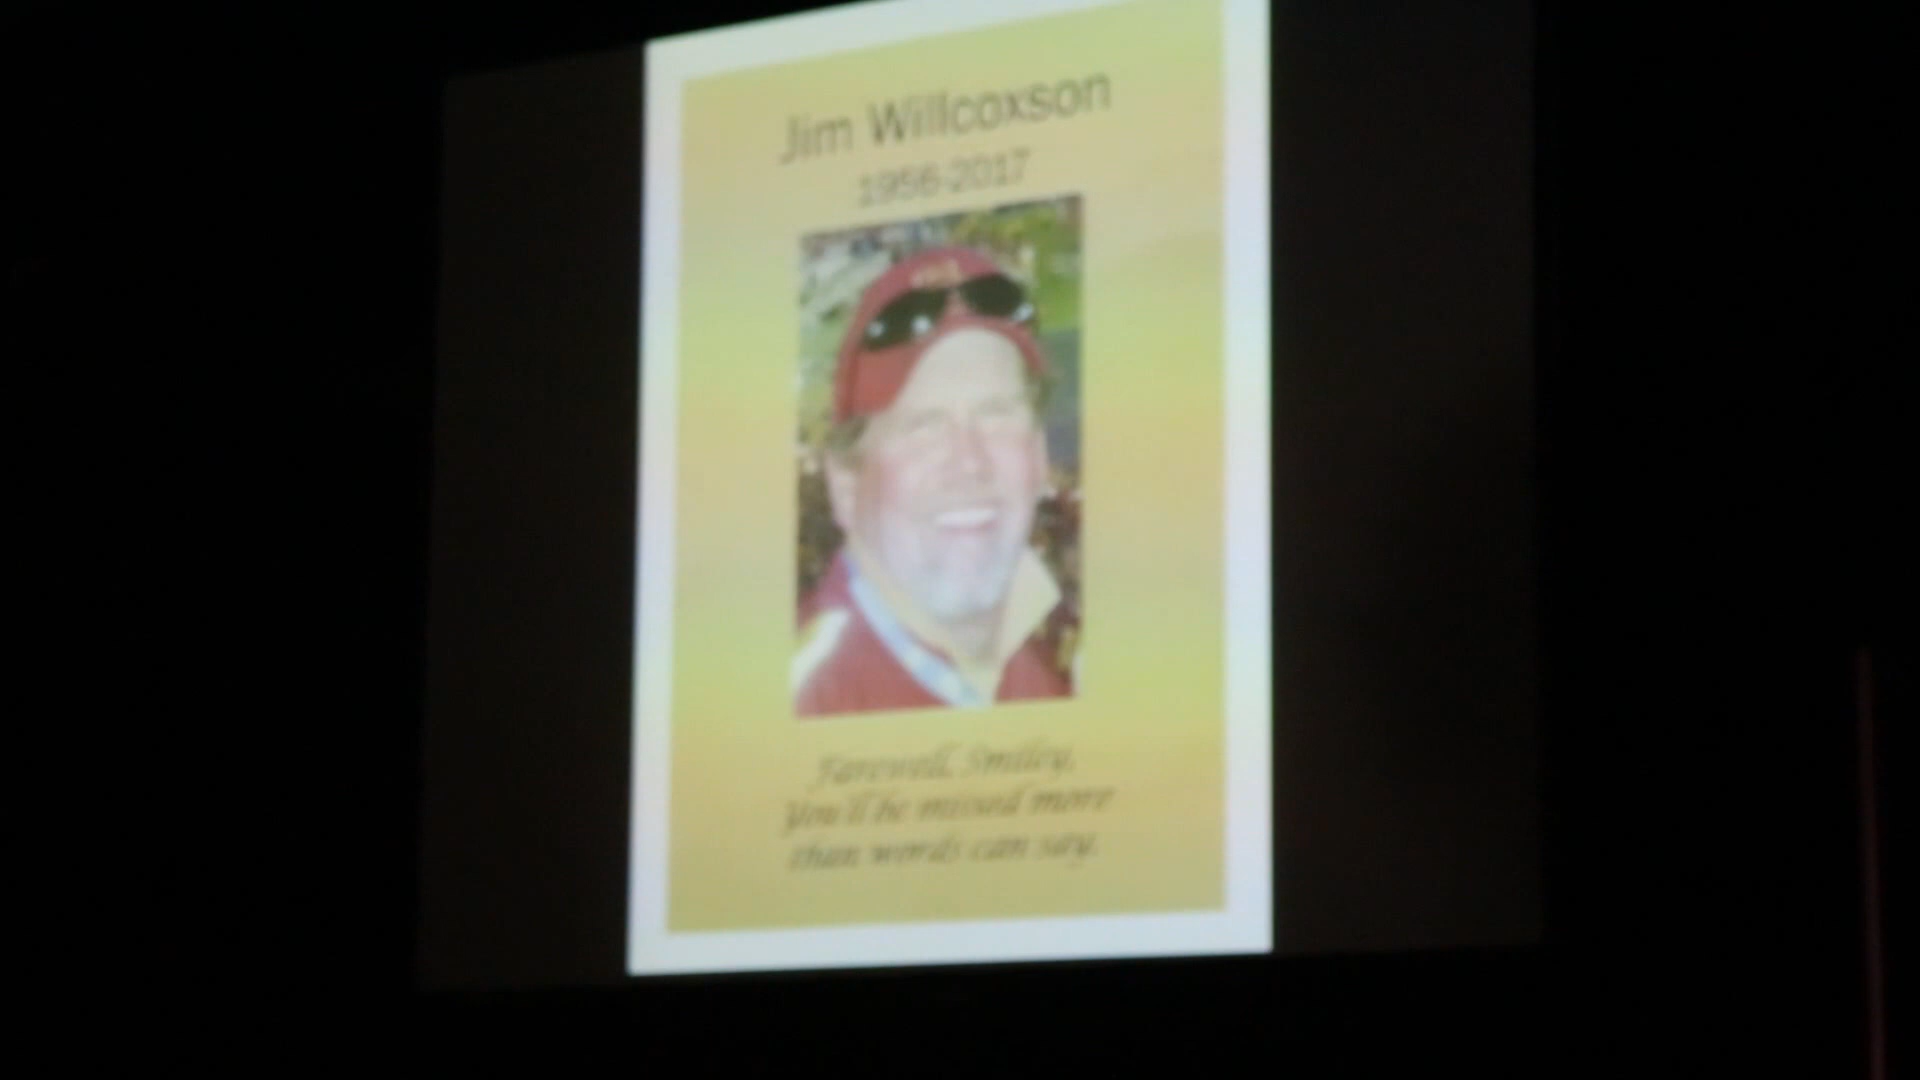 Jim Willcoxson
1956-2017
Farewell, Smiley,
You'll be missed more
than words can say.